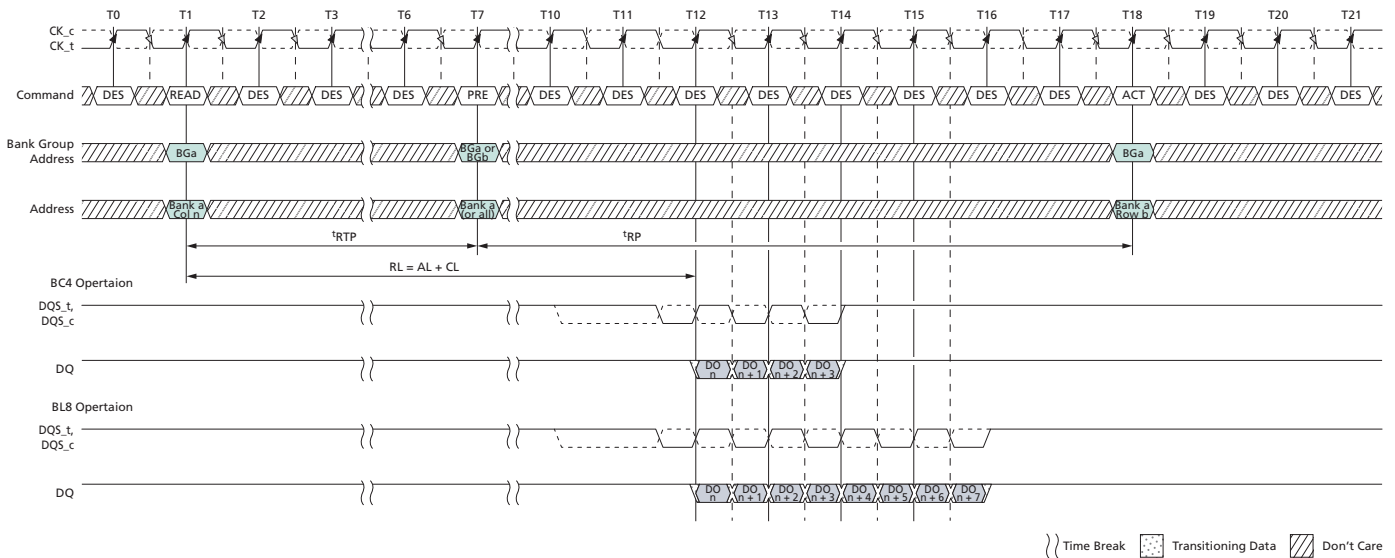 T0 T1 T2 T3 T6 T7 T10 T11 T12 T13 T14 T15 T16 T17 T18 T19 T20 T21
CK_c
CK_t
Command DES READ DES DES DES PRE DES DES DES DES DES DES DES DES ACT DES DES DES
Bank Group
Address
BGa
BGa or
BGb
BGa
Address
Bank a
Col n
Bank a
(or all)
Bank a
Row b
tRTP
tRP
RL = AL + CL
BC4 Opertaion
DQS_t,
DQS_c
DQ
DO
n
DO
n + 1
DO
n + 2
DO
n + 3
BL8 Opertaion
DQS_t,
DQS_c
DQ
DO
n
DO
n + 1
DO
n + 2
DO
n + 3
DO
n + 4
DO
n + 5
DO
n + 6
DO
n + 7
Time Break Transitioning Data Don't Care